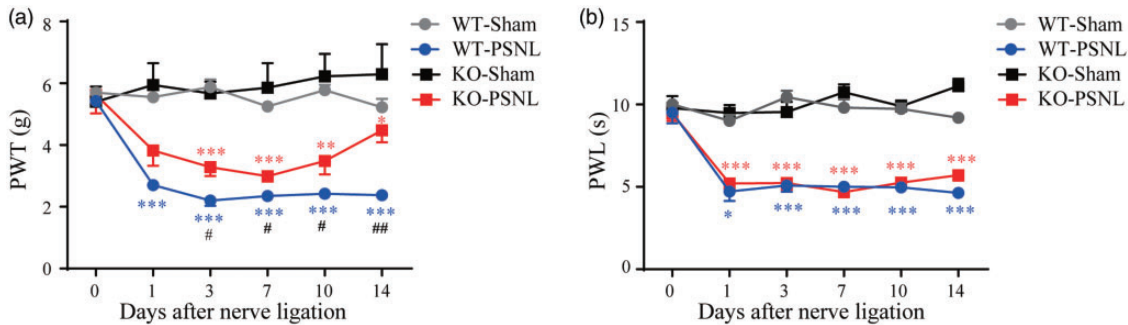 (a)
8
6
4
2
0
PWT (g)
***
***
***
**
*
***
***
***
***
#
#
#
##
0 1 3 7 10 14
Days after nerve ligation
WT-Sham
WT-PSNL
KO-Sham
KO-PSNL
(b)
15
10
5
0
PWL (s)
*** *** *** *** ***
* *** *** *** ***
0 1 3 7 10 14
Days after nerve ligation
WT-Sham
WT-PSNL
KO-Sham
KO-PSNL